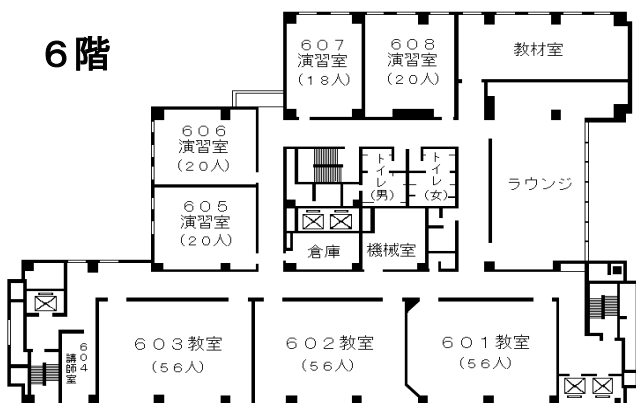 6階
607
演習室
(18人)
608
演習室
(20人)
教材室
606
演習室
(20人)
605
演習室
(20人)
トイレ(男)
トイレ(女)
ラウンジ
倉庫
機械室
604
講師室
603教室
(56人)
602教室
(56人)
601教室
(56人)